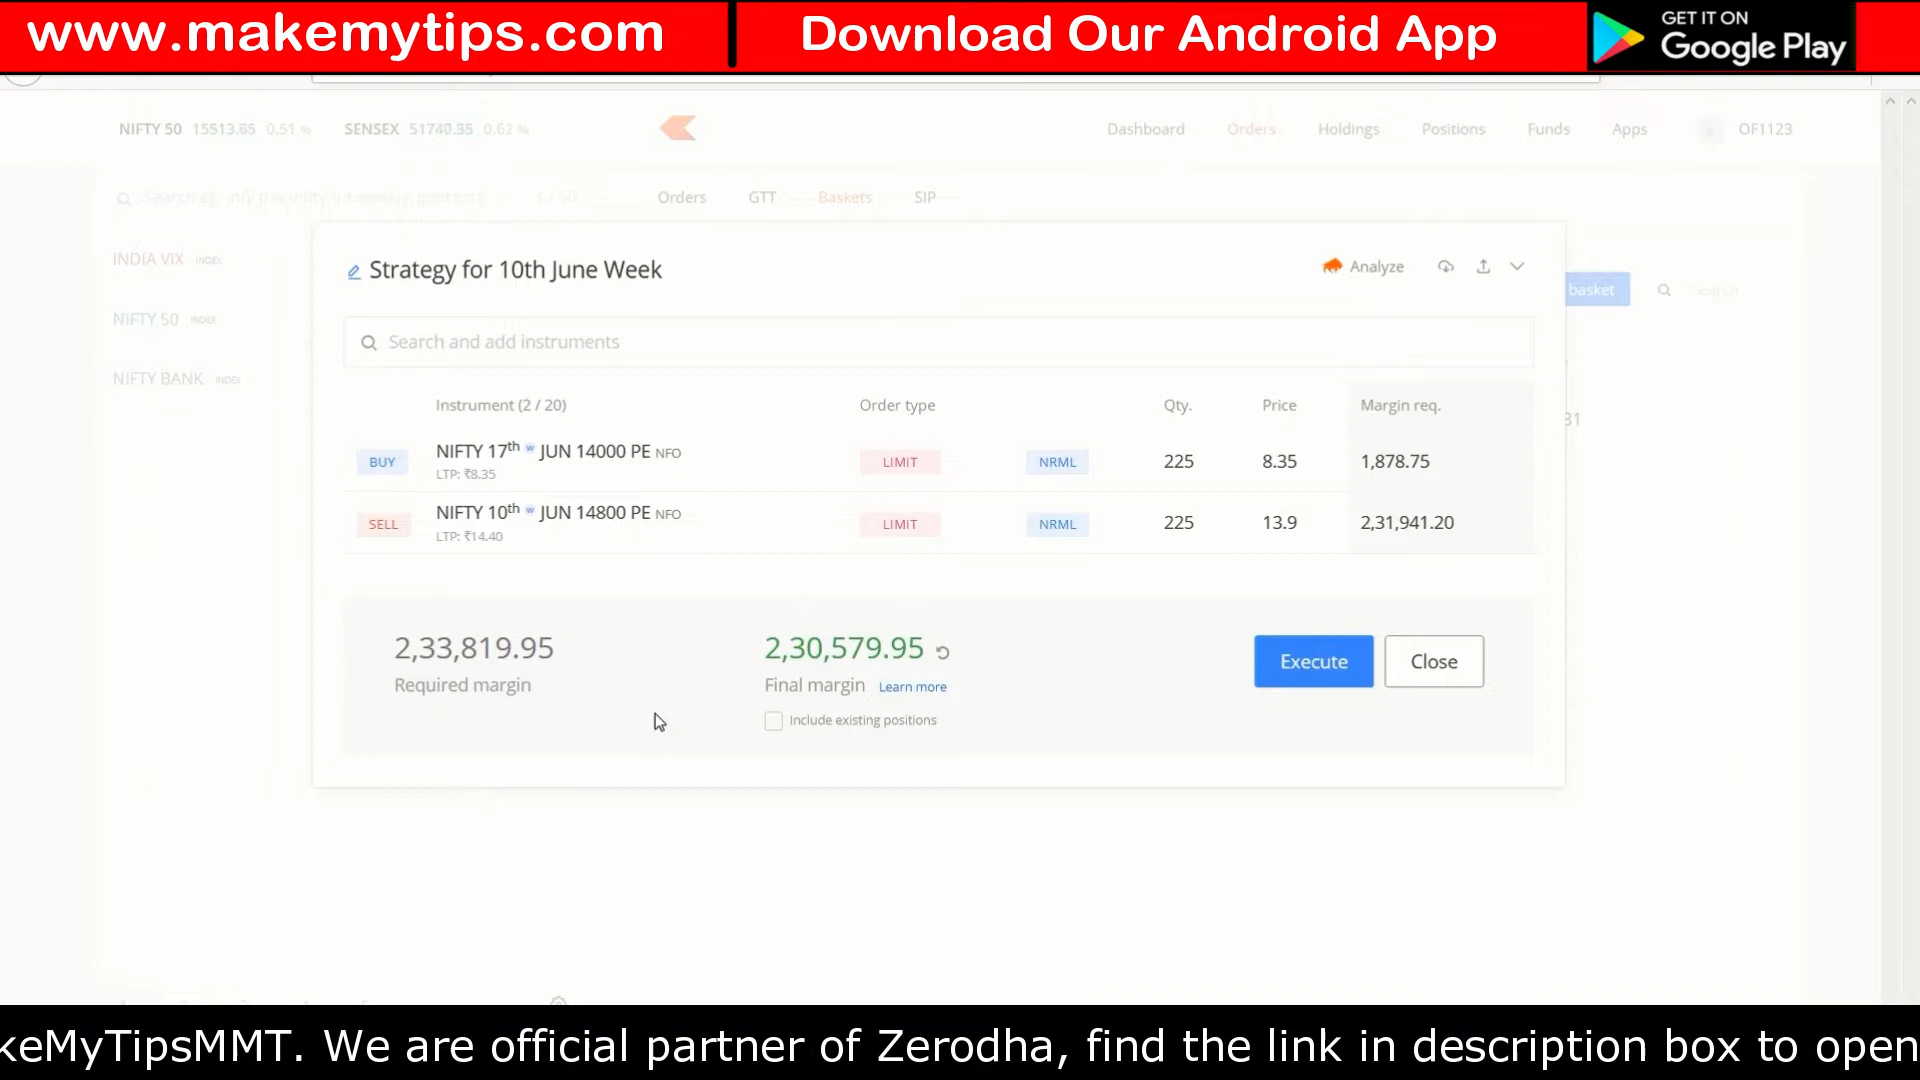 www.makemytips.com
Download Our Android App
GET IT ON
Google Play
NIFTY 50 15513.65 0.51 %
SENSEX 51740.35 0.61 %
Dashboard Orders Holdings Positions Funds Apps OF1123
Orders GTT Baskets SIP
INDIA VIX INDEX
NIFTY 50 INDEX
NIFTY BANK INDEX
basket
31
Strategy for 10th June Week
Analyze
Search and add instruments
Instrument (2 / 20) Order type Qty. Price Margin req.
BUY NIFTY 17th w JUN 14000 PE NFO LIMIT NRML 225 8.35 1,878.75
LTP: ₹8.35
SELL NIFTY 10th w JUN 14800 PE NFO LIMIT NRML 225 13.9 2,31,941.20
LTP: ₹14.40
2,33,819.95
Required margin
2,30,579.95
Final margin Learn more
Include existing positions
Execute Close
keMyTipsMMT. We are official partner of Zerodha, find the link in description box to open